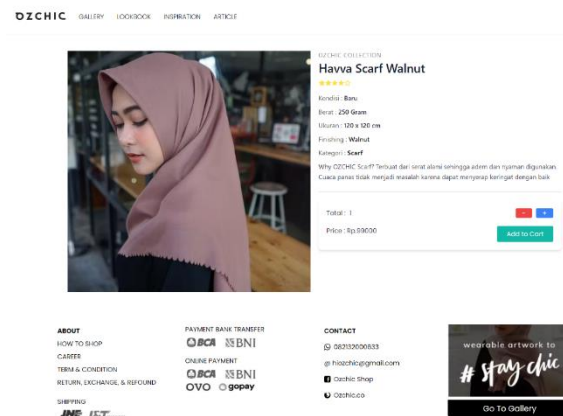 OZCHIC GALLERY LOOKBOOK INSPIRATION ARTICLE
OZCHIC COLLECTION
Havva Scarf Walnut
Kondisi : Baru
Berat : 250 Gram
Ukuran : 120 x 120 cm
Finishing : Walnut
Kategori : Scarf
Why OZCHIC Scarf? Terbuat dari serat alami sehingga adem dan nyaman digunakan.
Cuaca panas tidak menjadi masalah karena dapat menyerap keringat dengan baik
Total : 1
- +
Price : Rp.99000
Add to Cart
ABOUT
HOW TO SHOP
CAREER
TERM & CONDITION
RETURN, EXCHANGE, & REFOUND
SHIPPING
JNE J&T
PAYMENT BANK TRANSFER
BCA BNI
ONLINE PAYMENT
BCA BNI
OVO gopay
CONTACT
082132000633
@ hiozchic@gmail.com
Ozchic Shop
Ozchic.co
wearable artwork to
# stay chic
Go To Gallery